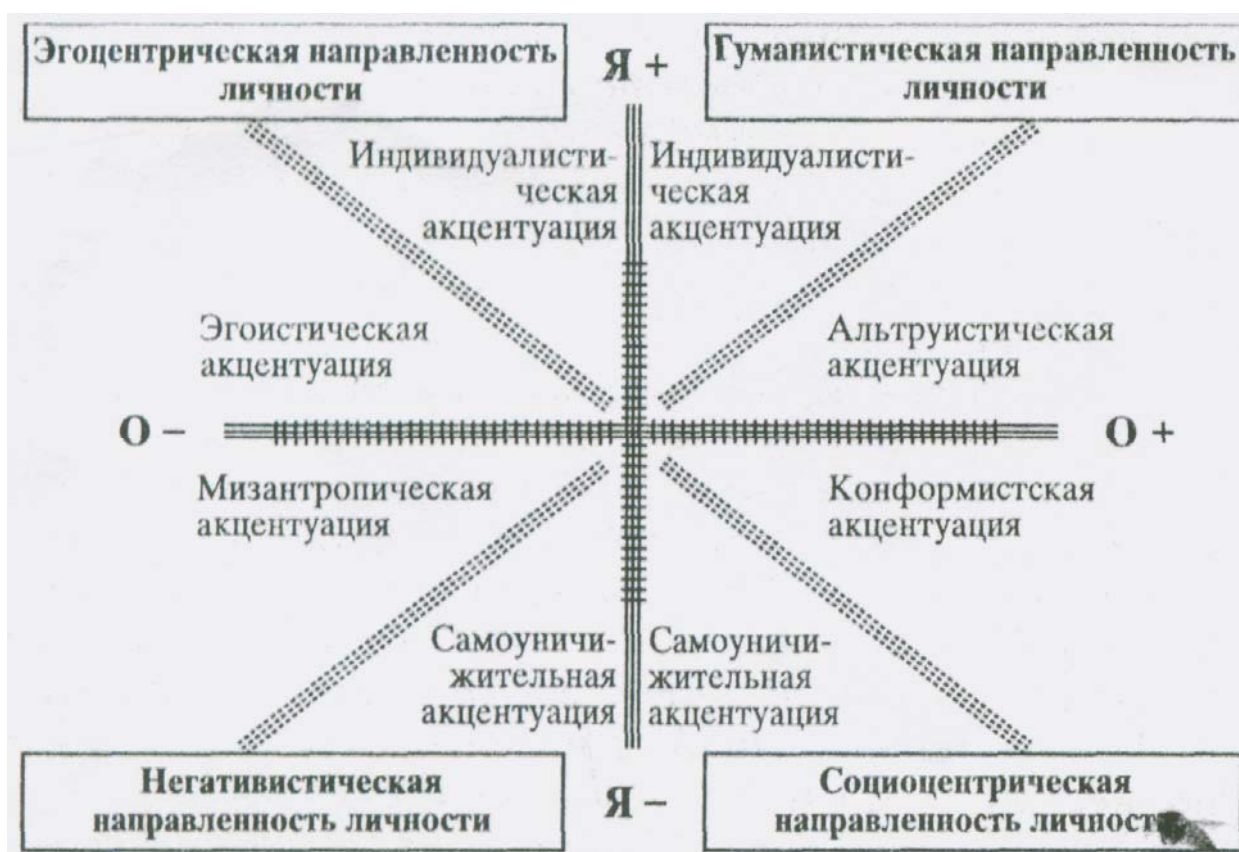 Эгоцентрическая направленность
личности
Я +
Гуманистическая направленность
личности
Индивидуалисти-
ческая
акцентуация
Индивидуалисти-
ческая
акцентуация
Эгоистическая
акцентуация
Альтруистическая
акцентуация
О –
О +
Мизантропическая
акцентуация
Конформистская
акцентуация
Самоуничи-
жительная
акцентуация
Самоуничи-
жительная
акцентуация
Негативистическая
направленность личности
Я –
Социоцентрическая
направленность личности